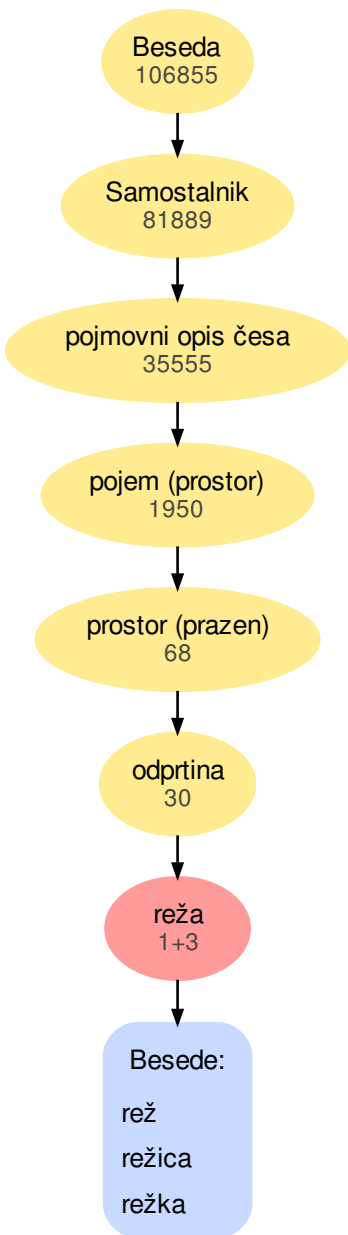 Beseda
106855
Samostalnik
81889
pojmovni opis česa
35555
pojem (prostor)
1950
prostor (prazen)
68
odprtina
30
reža
1+3
Besede:
rež
režica
režka